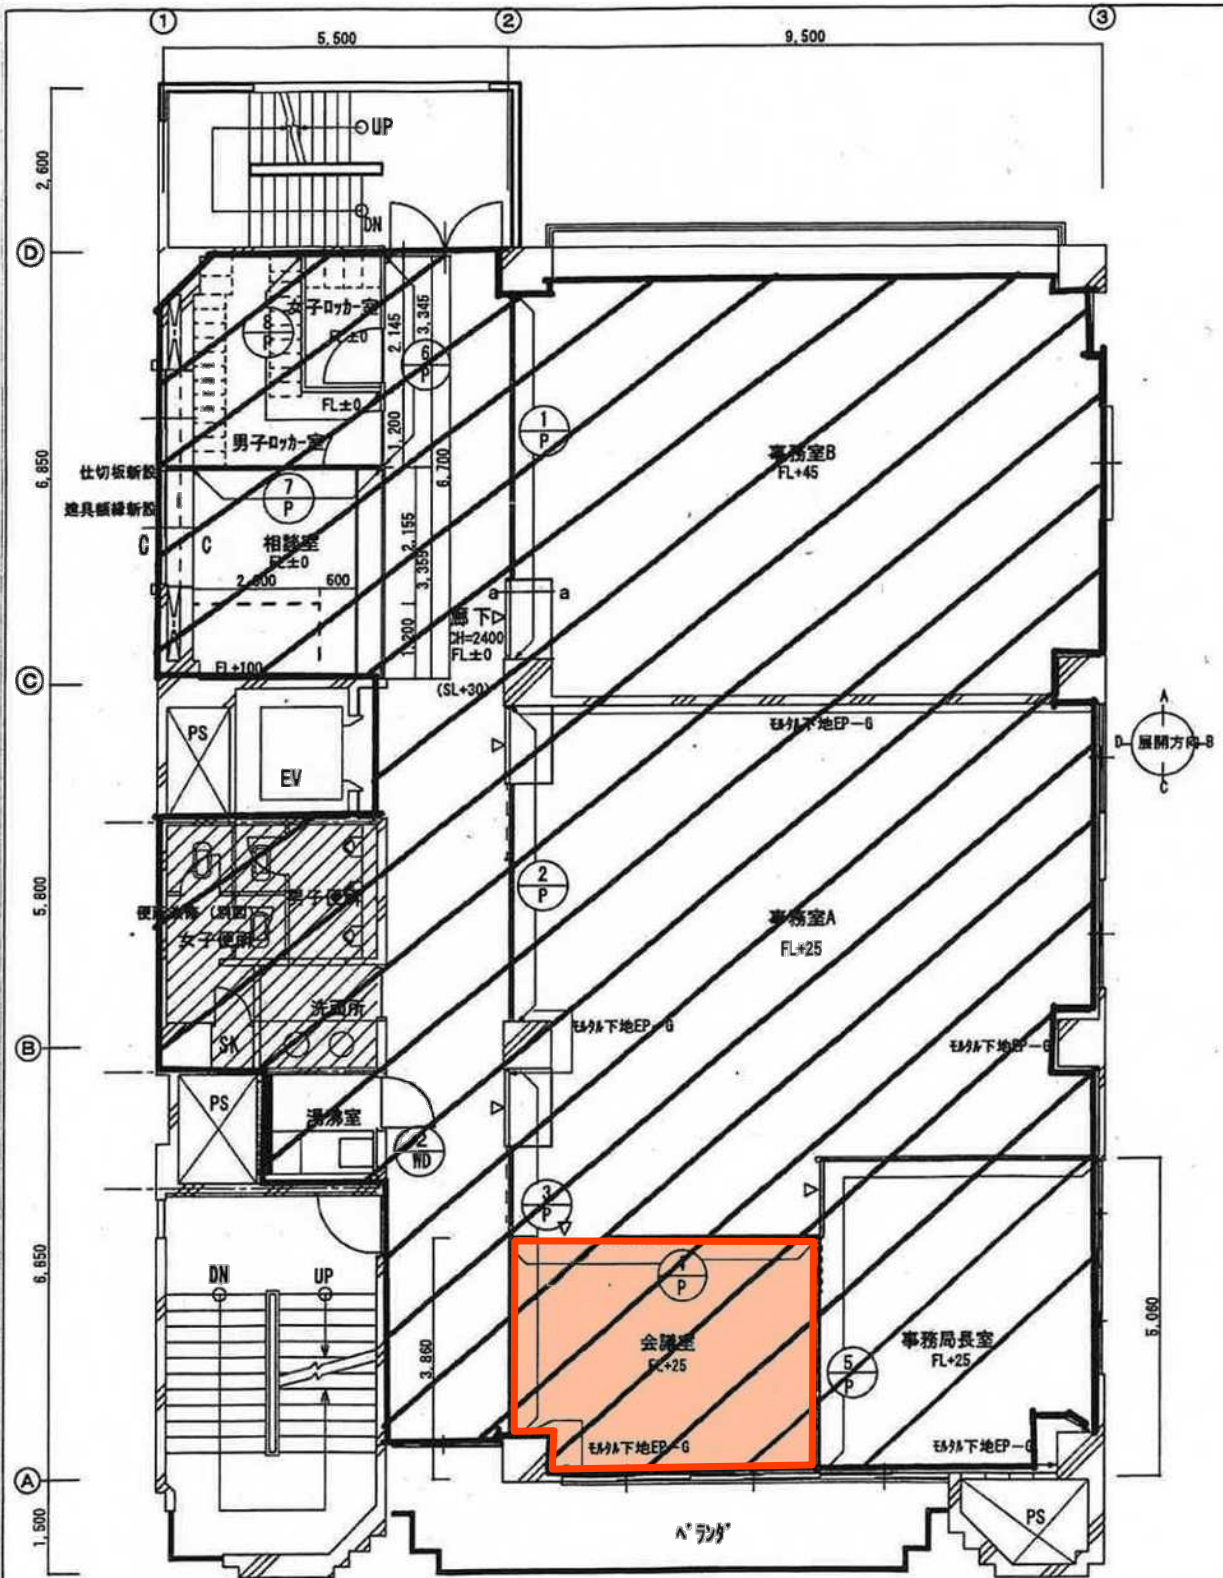 ① ② ③
5,500 9,500
UP
2,600
DN
Ⓓ
女子ロッカー室
FL±0
8
P
2,145
3,345
6
P
FL±0
1,200
男子ロッカー室
1
P
事務室B
FL+45
6,850
6,700
仕切板新設
7
P
建具額縁新設
C C
相談室
FL±0
2,155
3,355
600
a a
廊下
CH=2400
FL±0
1,200
FL+100
Ⓒ
(SL+30)
A
PS
モルタル下地EP-G
D 展開方向 B
C
EV
2
P
5,800
男子便所
事務室A
女子便所
FL+25
洗面所
モルタル下地EP-G
モルタル下地EP-G
Ⓑ
SK
PS
湯沸室
2
WD
3
P
DN UP
4
P
6,650
5,060
3,860
会議室
FL+25
事務局長室
FL+25
5
P
モルタル下地EP-G
モルタル下地EP-G
Ⓐ
PS
1,500
ベランダ